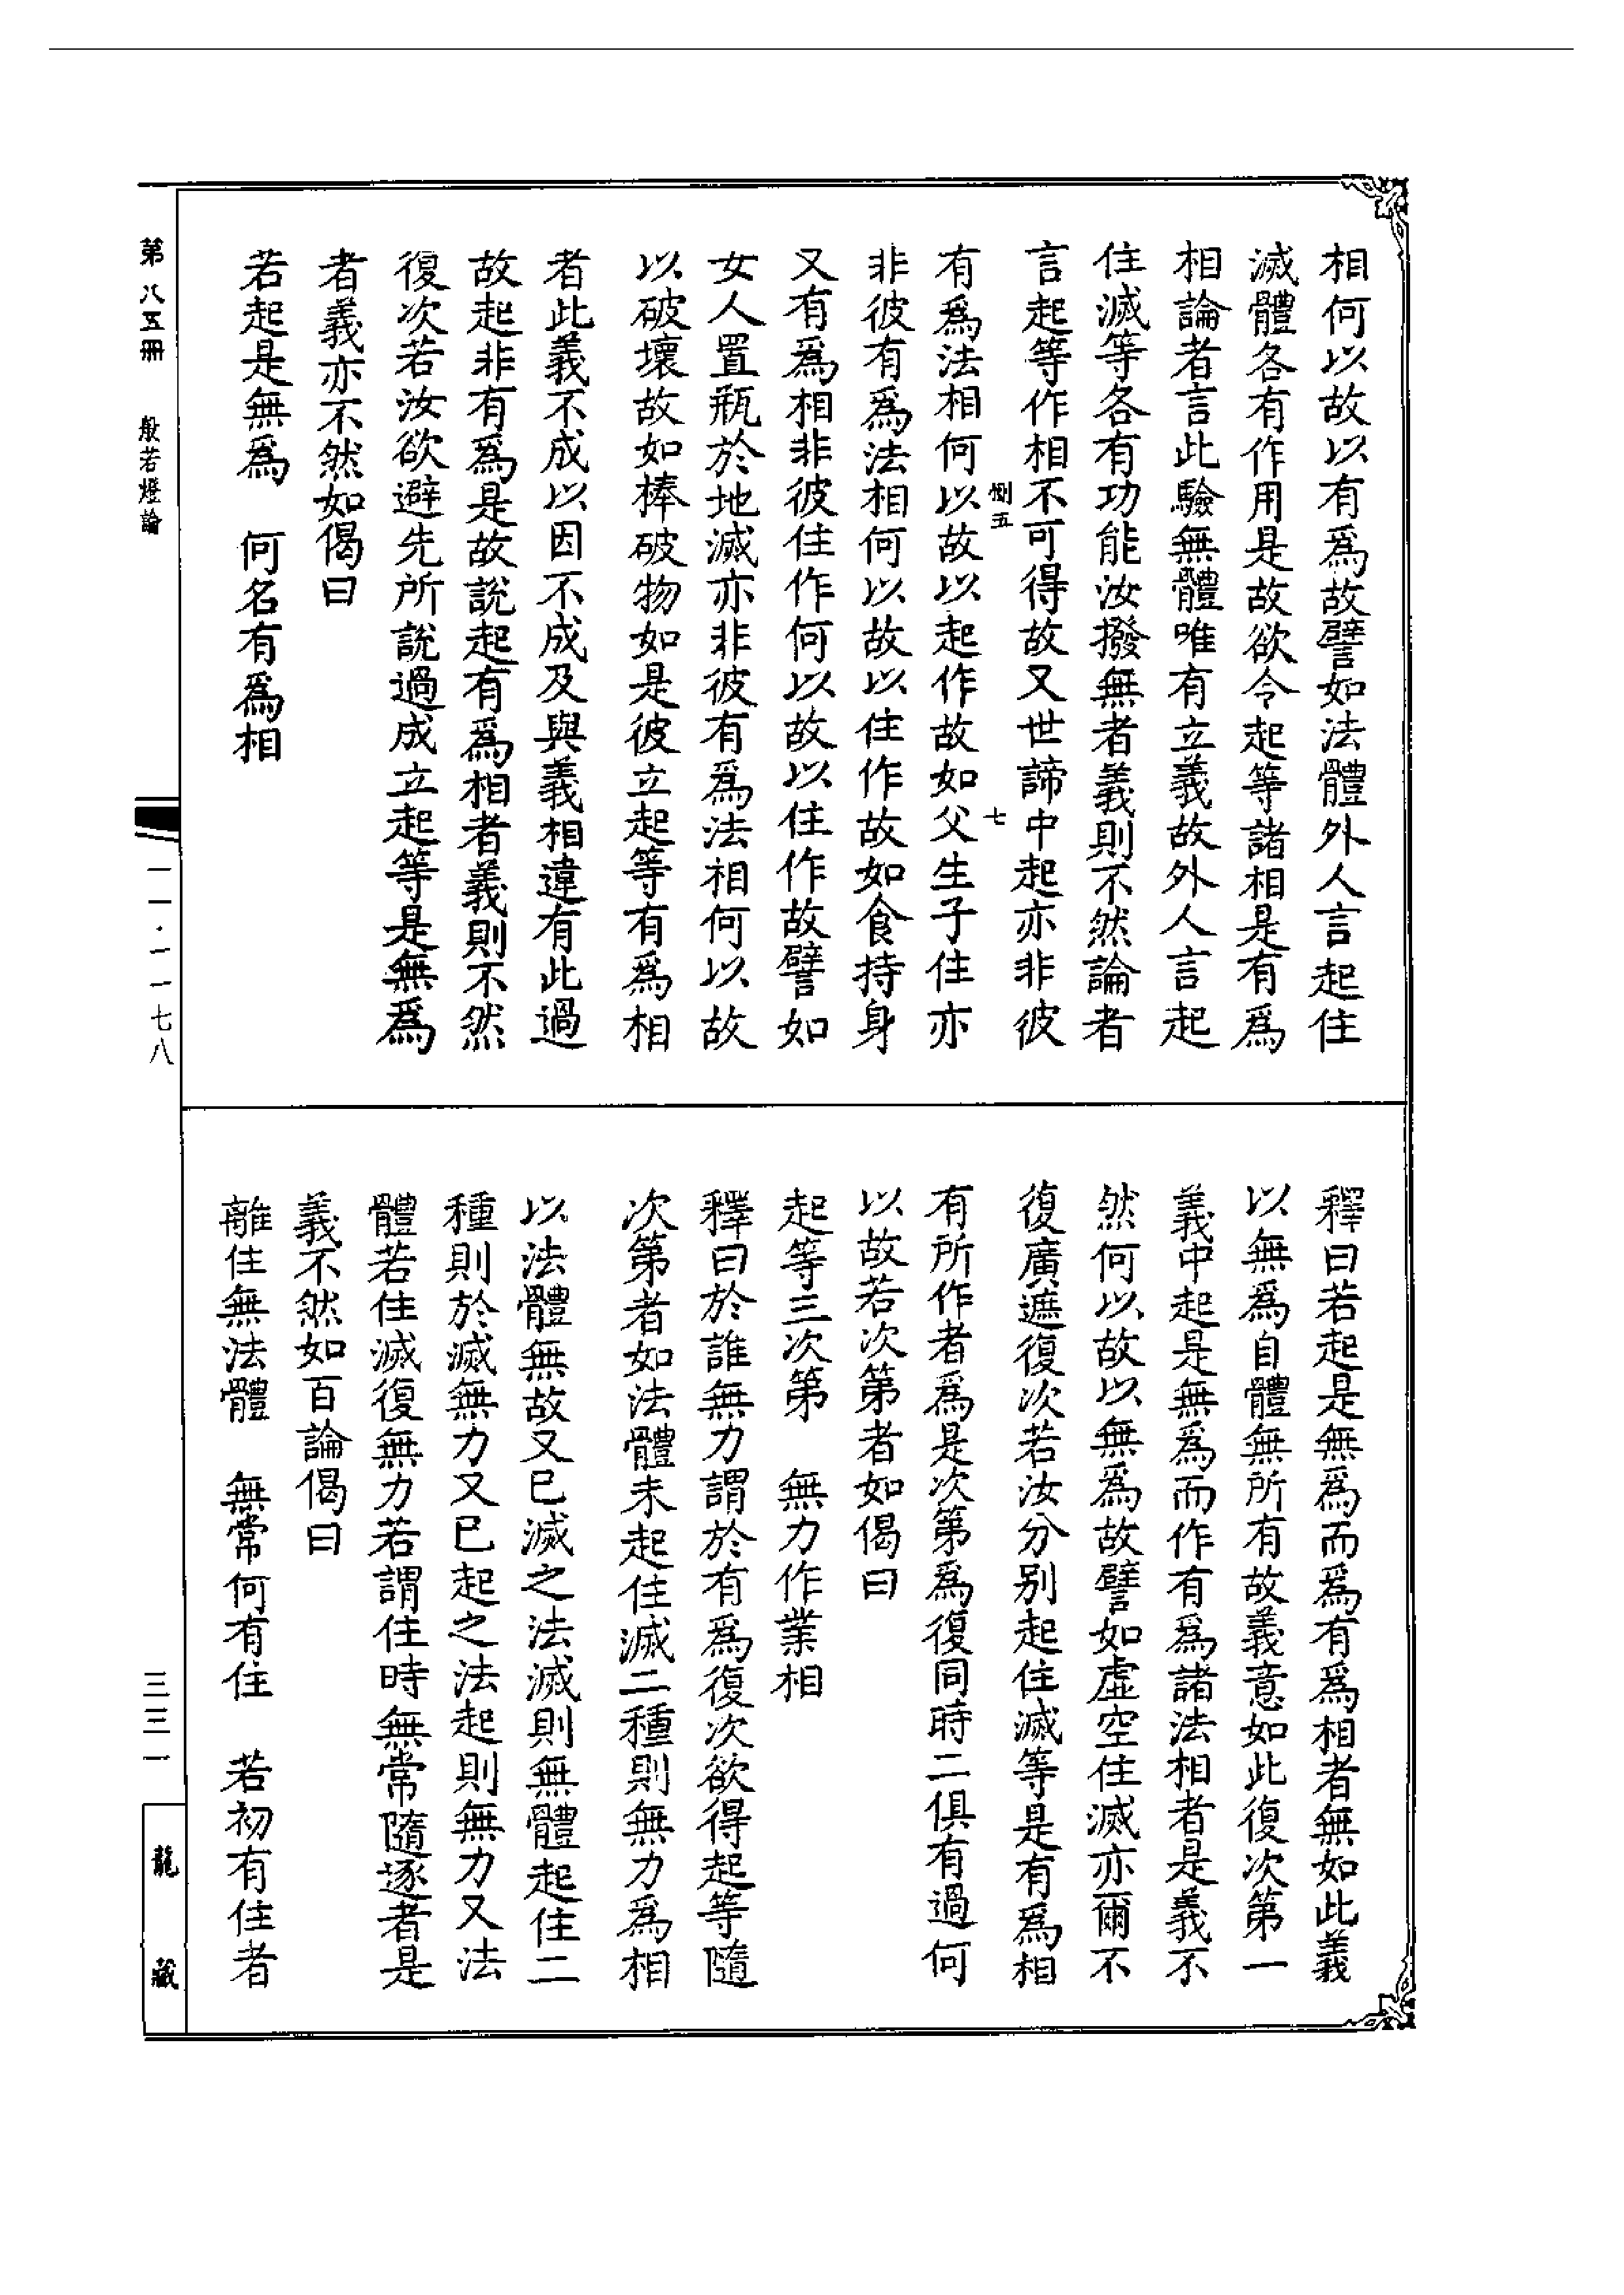 相何以故以有爲故譬如法體外人言起住
滅體各有作用是故欲令起等諸相是有爲
相論者言此驗無體唯有立義故外人言起
住滅等各有功能汝撥無者義則不然論者
言起等作相不可得故又世諦中起亦非彼
惻五 七
有爲法相何以故以起作故如父生子住亦
非彼有爲法相何以故以住作故如食持身
又有爲相非彼住作何以故以住作故譬如
女人置瓶於地滅亦非彼有爲法相何以故
以破壞故如棒破物如是彼立起等有爲相
者此義不成以因不成及與義相違有此過
故起非有爲是故說起有爲相者義則不然
復次若汝欲避先所說過成立起等是無爲
者義亦不然如偈曰
若起是無爲 何名有爲相
釋曰若起是無爲而爲有爲相者無如此義
以無爲自體無所有故義意如此復次第一
義中起是無爲而作有爲諸法相者是義不
然何以故以無爲故譬如虛空住滅亦爾不
復廣遮復次若汝分別起住滅等是有爲相
有所作者爲是次第爲復同時二俱有過何
以故若次第者如偈曰
起等三次第 無力作業相
釋曰於誰無力謂於有爲復次欲得起等隨
次第者如法體未起住滅二種則無力爲相
以法體無故又已滅之法滅則無體起住二
種則於滅無力又已起之法起則無力又法
體若住滅復無力若謂住時無常隨逐者是
義不然如百論偈曰
離住無法體 無常何有住 若初有住者
第八五冊 般若燈論
一一·一一七八
三三一
龍藏